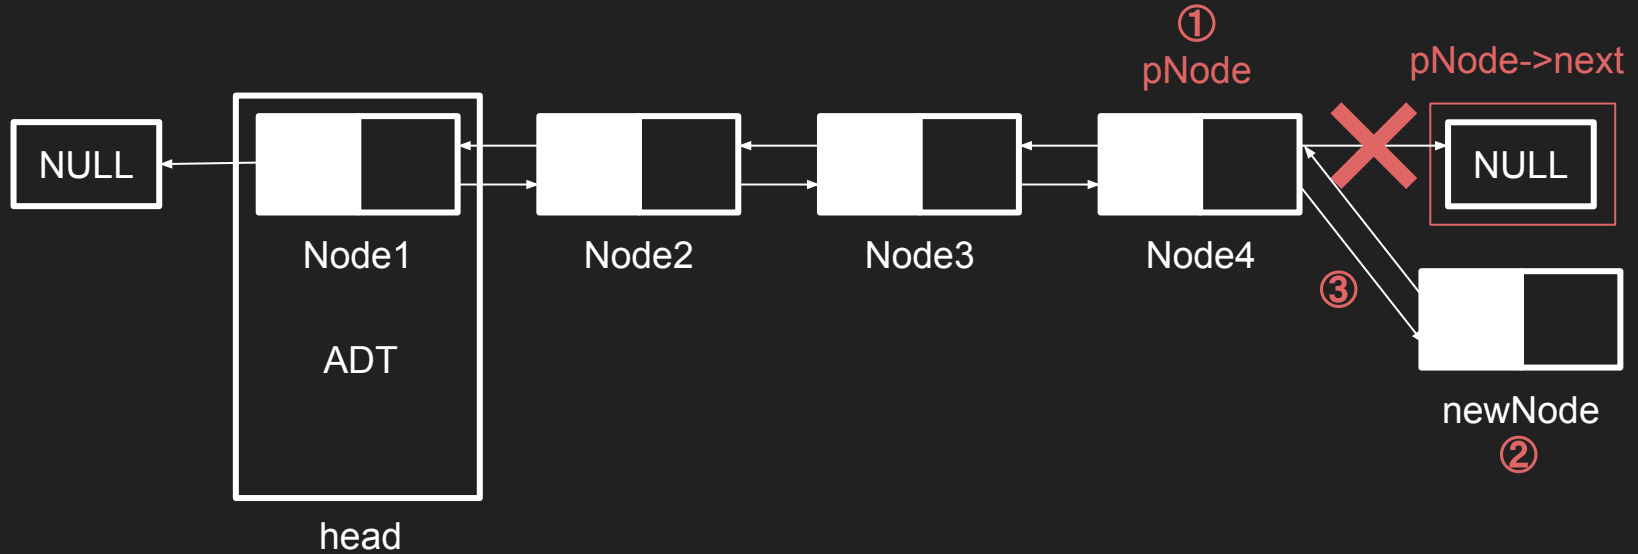 ①
pNode
pNode->next
NULL
NULL
Node1
Node2
Node3
Node4
③
ADT
newNode
②
head